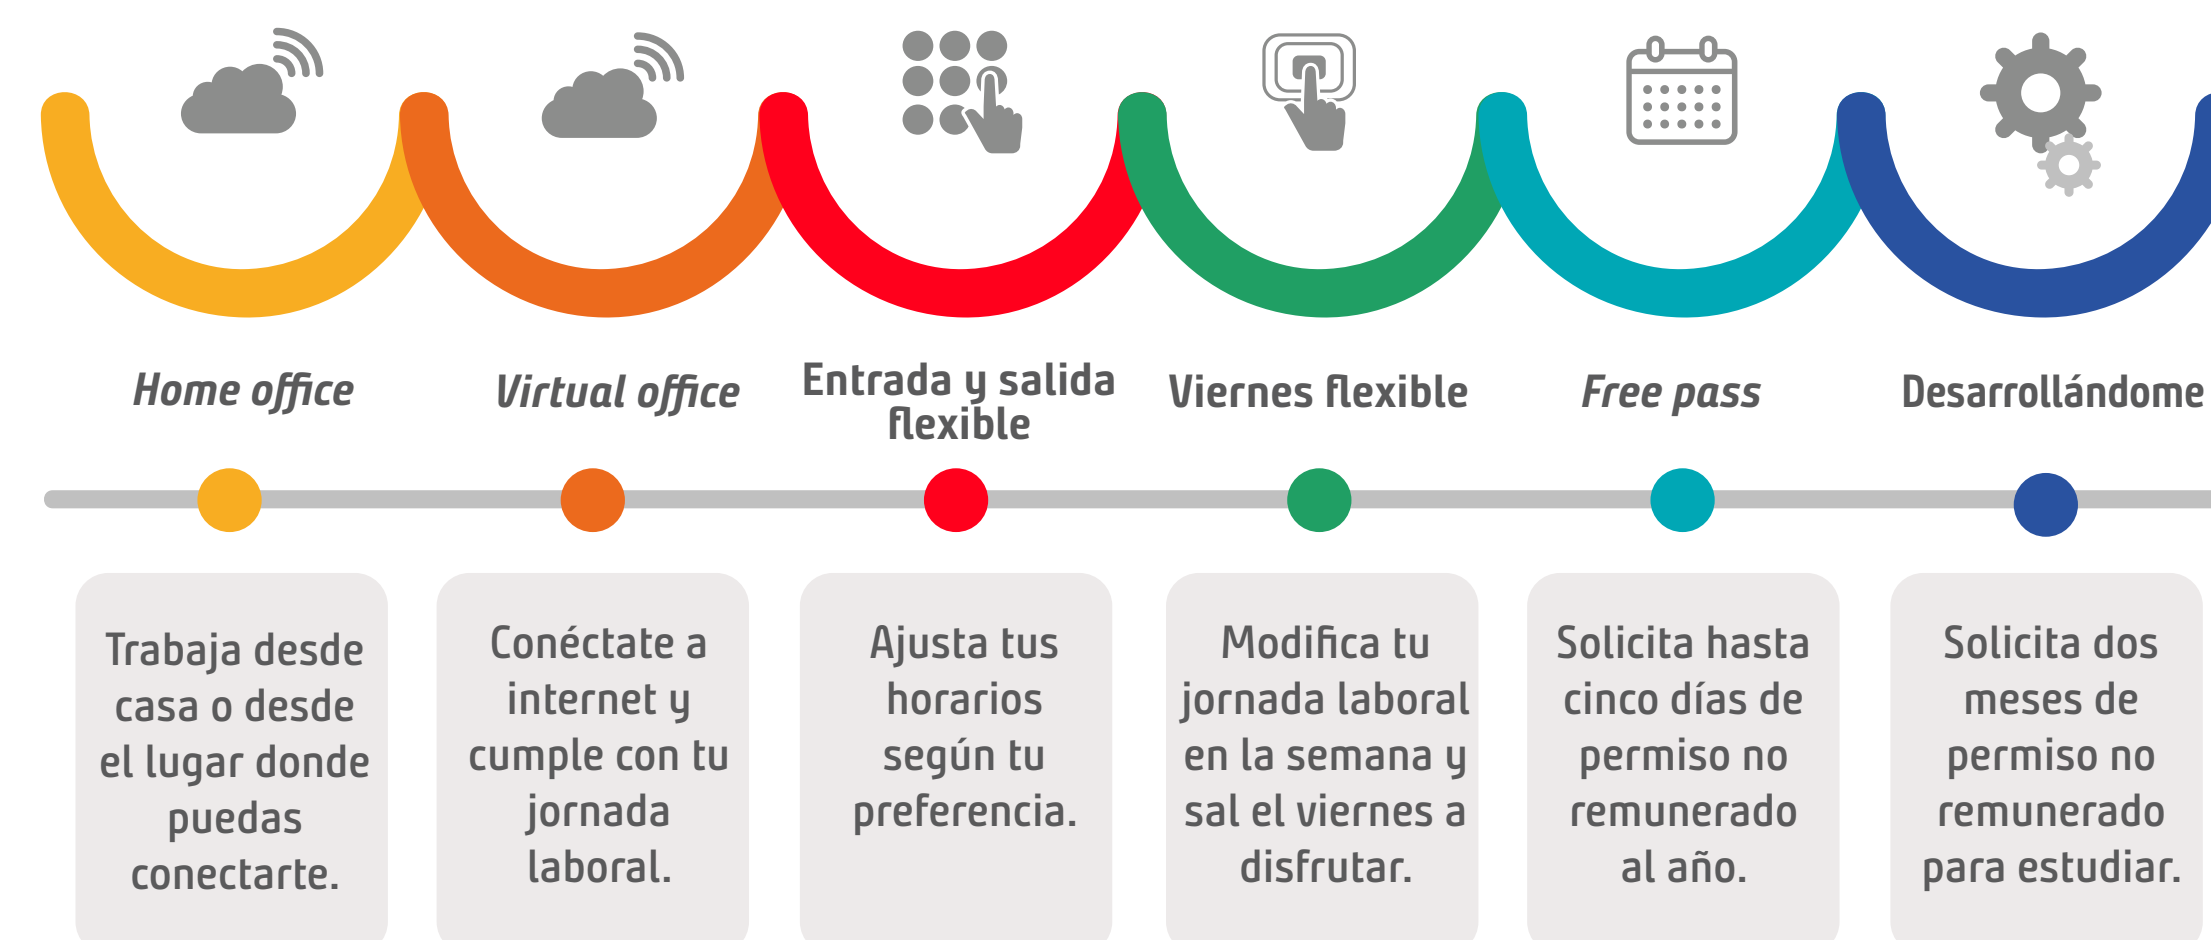 Home office
Virtual office
Entrada y salida
flexible
Viernes flexible
Free pass
Desarrollándome
Trabaja desde
casa o desde
el lugar donde
puedas
conectarte.
Conéctate a
internet y
cumple con tu
jornada
laboral.
Ajusta tus
horarios
según tu
preferencia.
Modifica tu
jornada laboral
en la semana y
sal el viernes a
disfrutar.
Solicita hasta
cinco días de
permiso no
remunerado
al año.
Solicita dos
meses de
permiso no
remunerado
para estudiar.